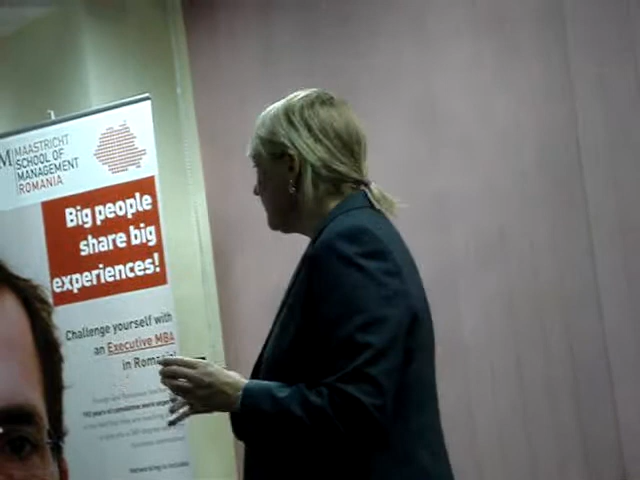 M MAASTRICHT
SCHOOL OF
MANAGEMENT
ROMANIA
Big people
share big
experiences!
Challenge yourself with
an Executive MBA
in Romania